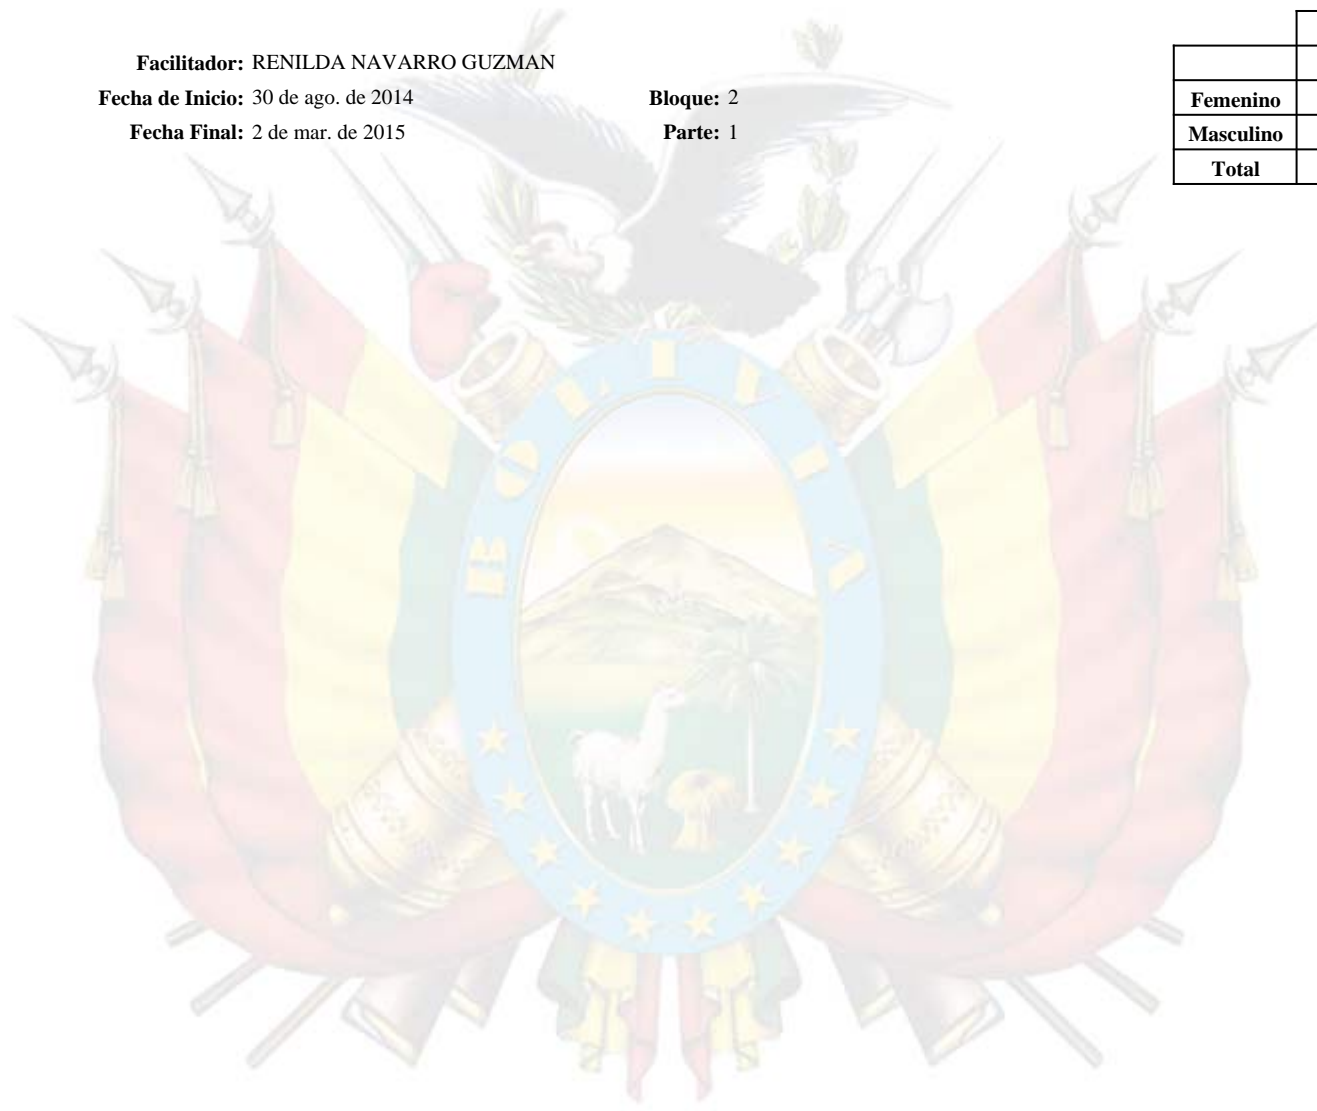 Facilitador: RENILDA NAVARRO GUZMAN
Fecha de Inicio: 30 de ago. de 2014 Bloque: 2
Fecha Final: 2 de mar. de 2015 Parte: 1
Femenino
Masculino
Total
BOLIVIA